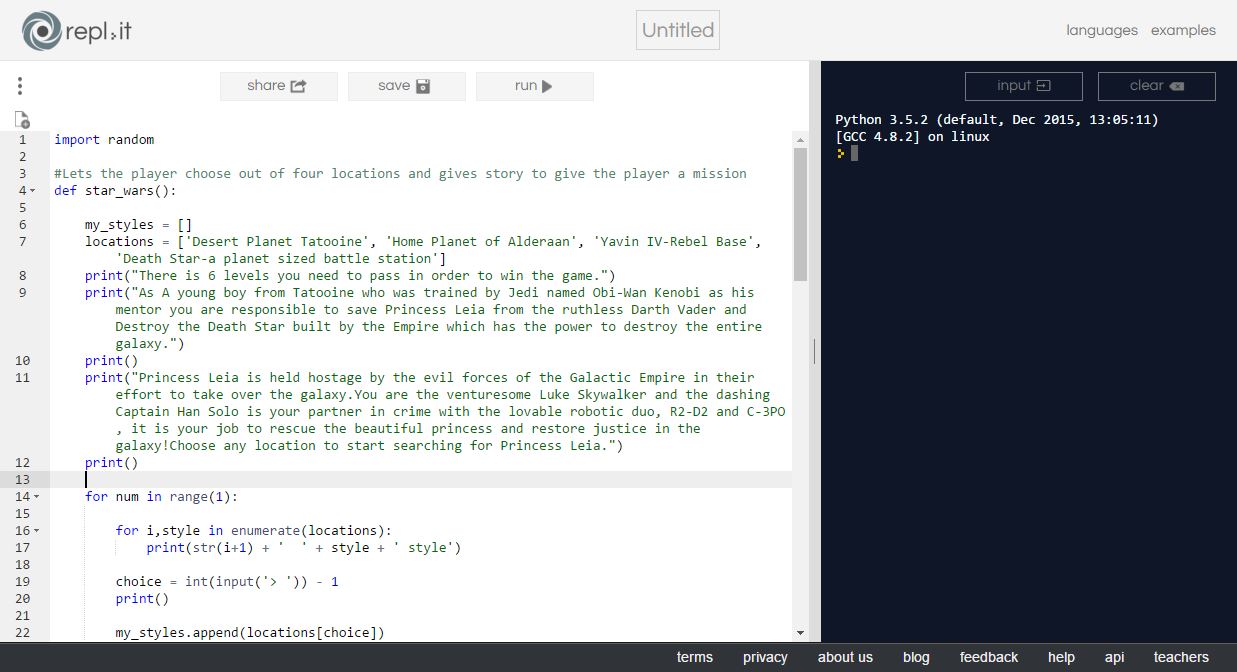 repl.it
Untitled
languages examples
share save run
input clear
1 import random
2
3 #Lets the player choose out of four locations and gives story to give the player a mission
4 def star_wars():
5
6 my_styles = []
7 locations = ['Desert Planet Tatooine', 'Home Planet of Alderaan', 'Yavin IV-Rebel Base',
'Death Star-a planet sized battle station']
8 print("There is 6 levels you need to pass in order to win the game.")
9 print("As A young boy from Tatooine who was trained by Jedi named Obi-Wan Kenobi as his
mentor you are responsible to save Princess Leia from the ruthless Darth Vader and
Destroy the Death Star built by the Empire which has the power to destroy the entire
galaxy.")
10 print()
11 print("Princess Leia is held hostage by the evil forces of the Galactic Empire in their
effort to take over the galaxy.You are the venturesome Luke Skywalker and the dashing
Captain Han Solo is your partner in crime with the lovable robotic duo, R2-D2 and C-3PO
, it is your job to rescue the beautiful princess and restore justice in the
galaxy!Choose any location to start searching for Princess Leia.")
12 print()
13
14 for num in range(1):
15
16 for i,style in enumerate(locations):
17 print(str(i+1) + '  ' + style + ' style')
18
19 choice = int(input('> ')) - 1
20 print()
21
22 my_styles.append(locations[choice])
Python 3.5.2 (default, Dec 2015, 13:05:11)
[GCC 4.8.2] on linux
terms privacy about us blog feedback help api teachers